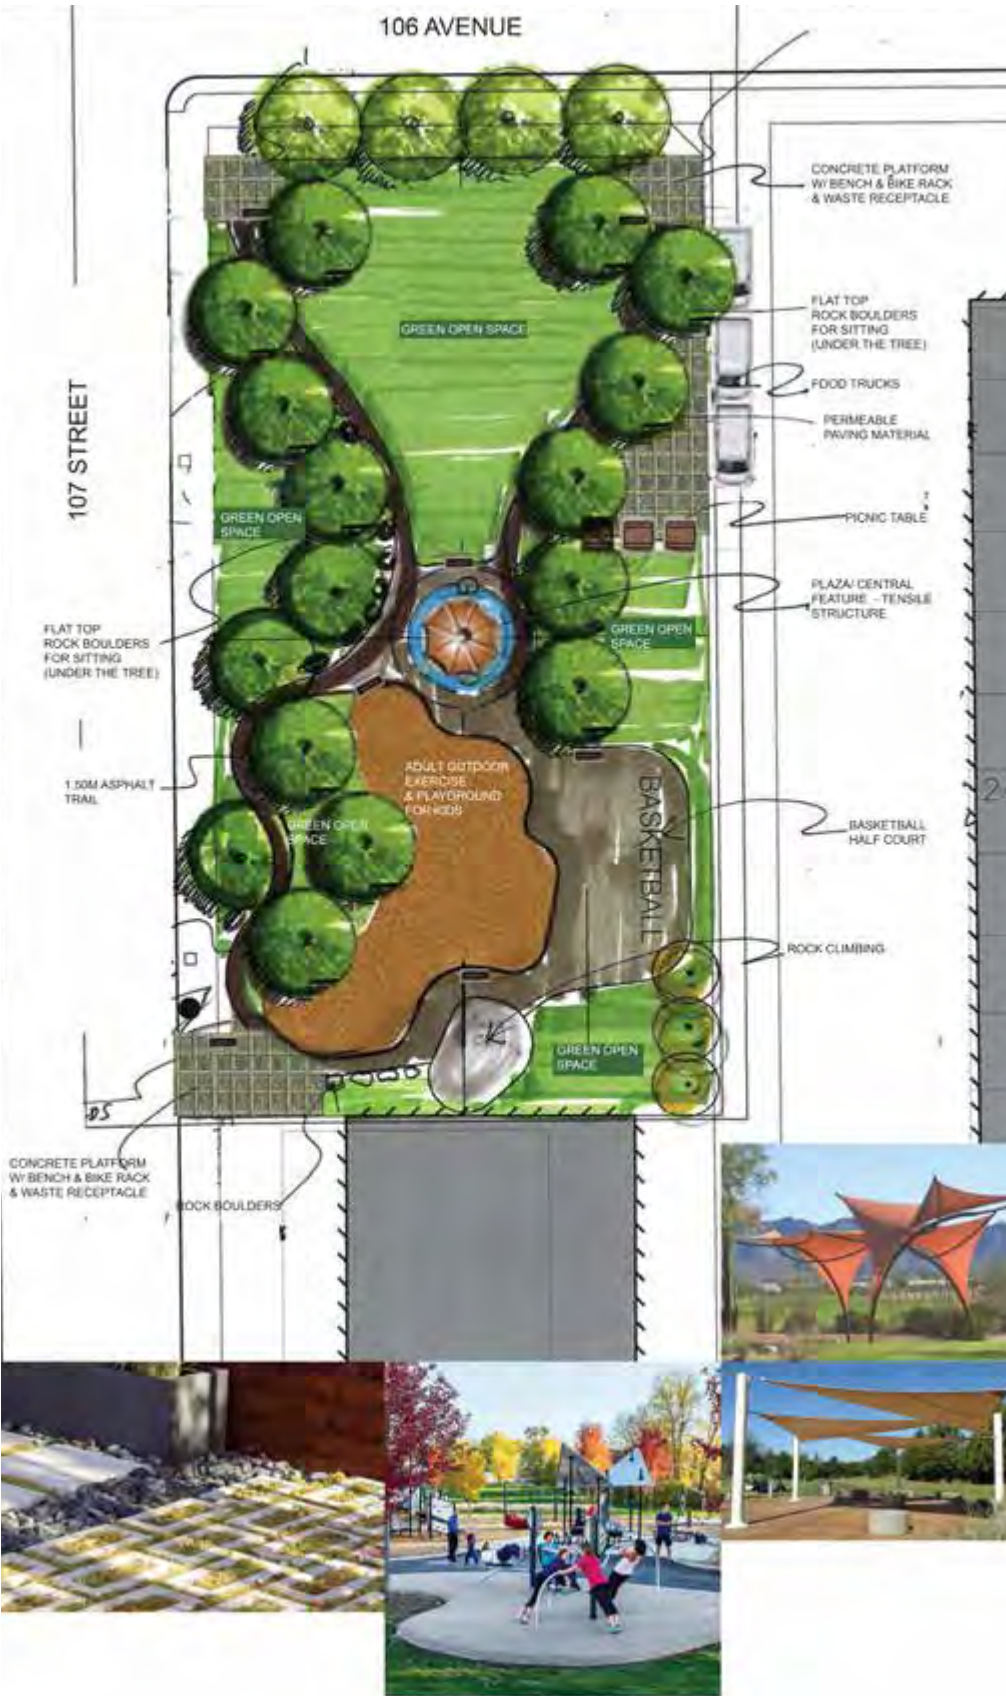 106 AVENUE
CONCRETE PLATFORM
W/ BENCH & BIKE RACK
& WASTE RECEPTACLE
FLAT TOP
ROCK BOULDERS
FOR SITTING
(UNDER THE TREE)
GREEN OPEN SPACE
FOOD TRUCKS
107 STREET
PERMEABLE
PAVING MATERIAL
GREEN OPEN
SPACE
PICNIC TABLE
PLAZA/ CENTRAL
FEATURE - TENSILE
STRUCTURE
FLAT TOP
ROCK BOULDERS
FOR SITTING
(UNDER THE TREE)
GREEN OPEN
SPACE
1.50M ASPHALT
TRAIL
ADULT OUTDOOR
EXERCISE
& PLAYGROUND
FOR KIDS
BASKETBALL
GREEN OPEN
SPACE
BASKETBALL
HALF COURT
ROCK CLIMBING
GREEN OPEN
SPACE
CONCRETE PLATFORM
W/ BENCH & BIKE RACK
& WASTE RECEPTACLE
ROCK BOULDERS